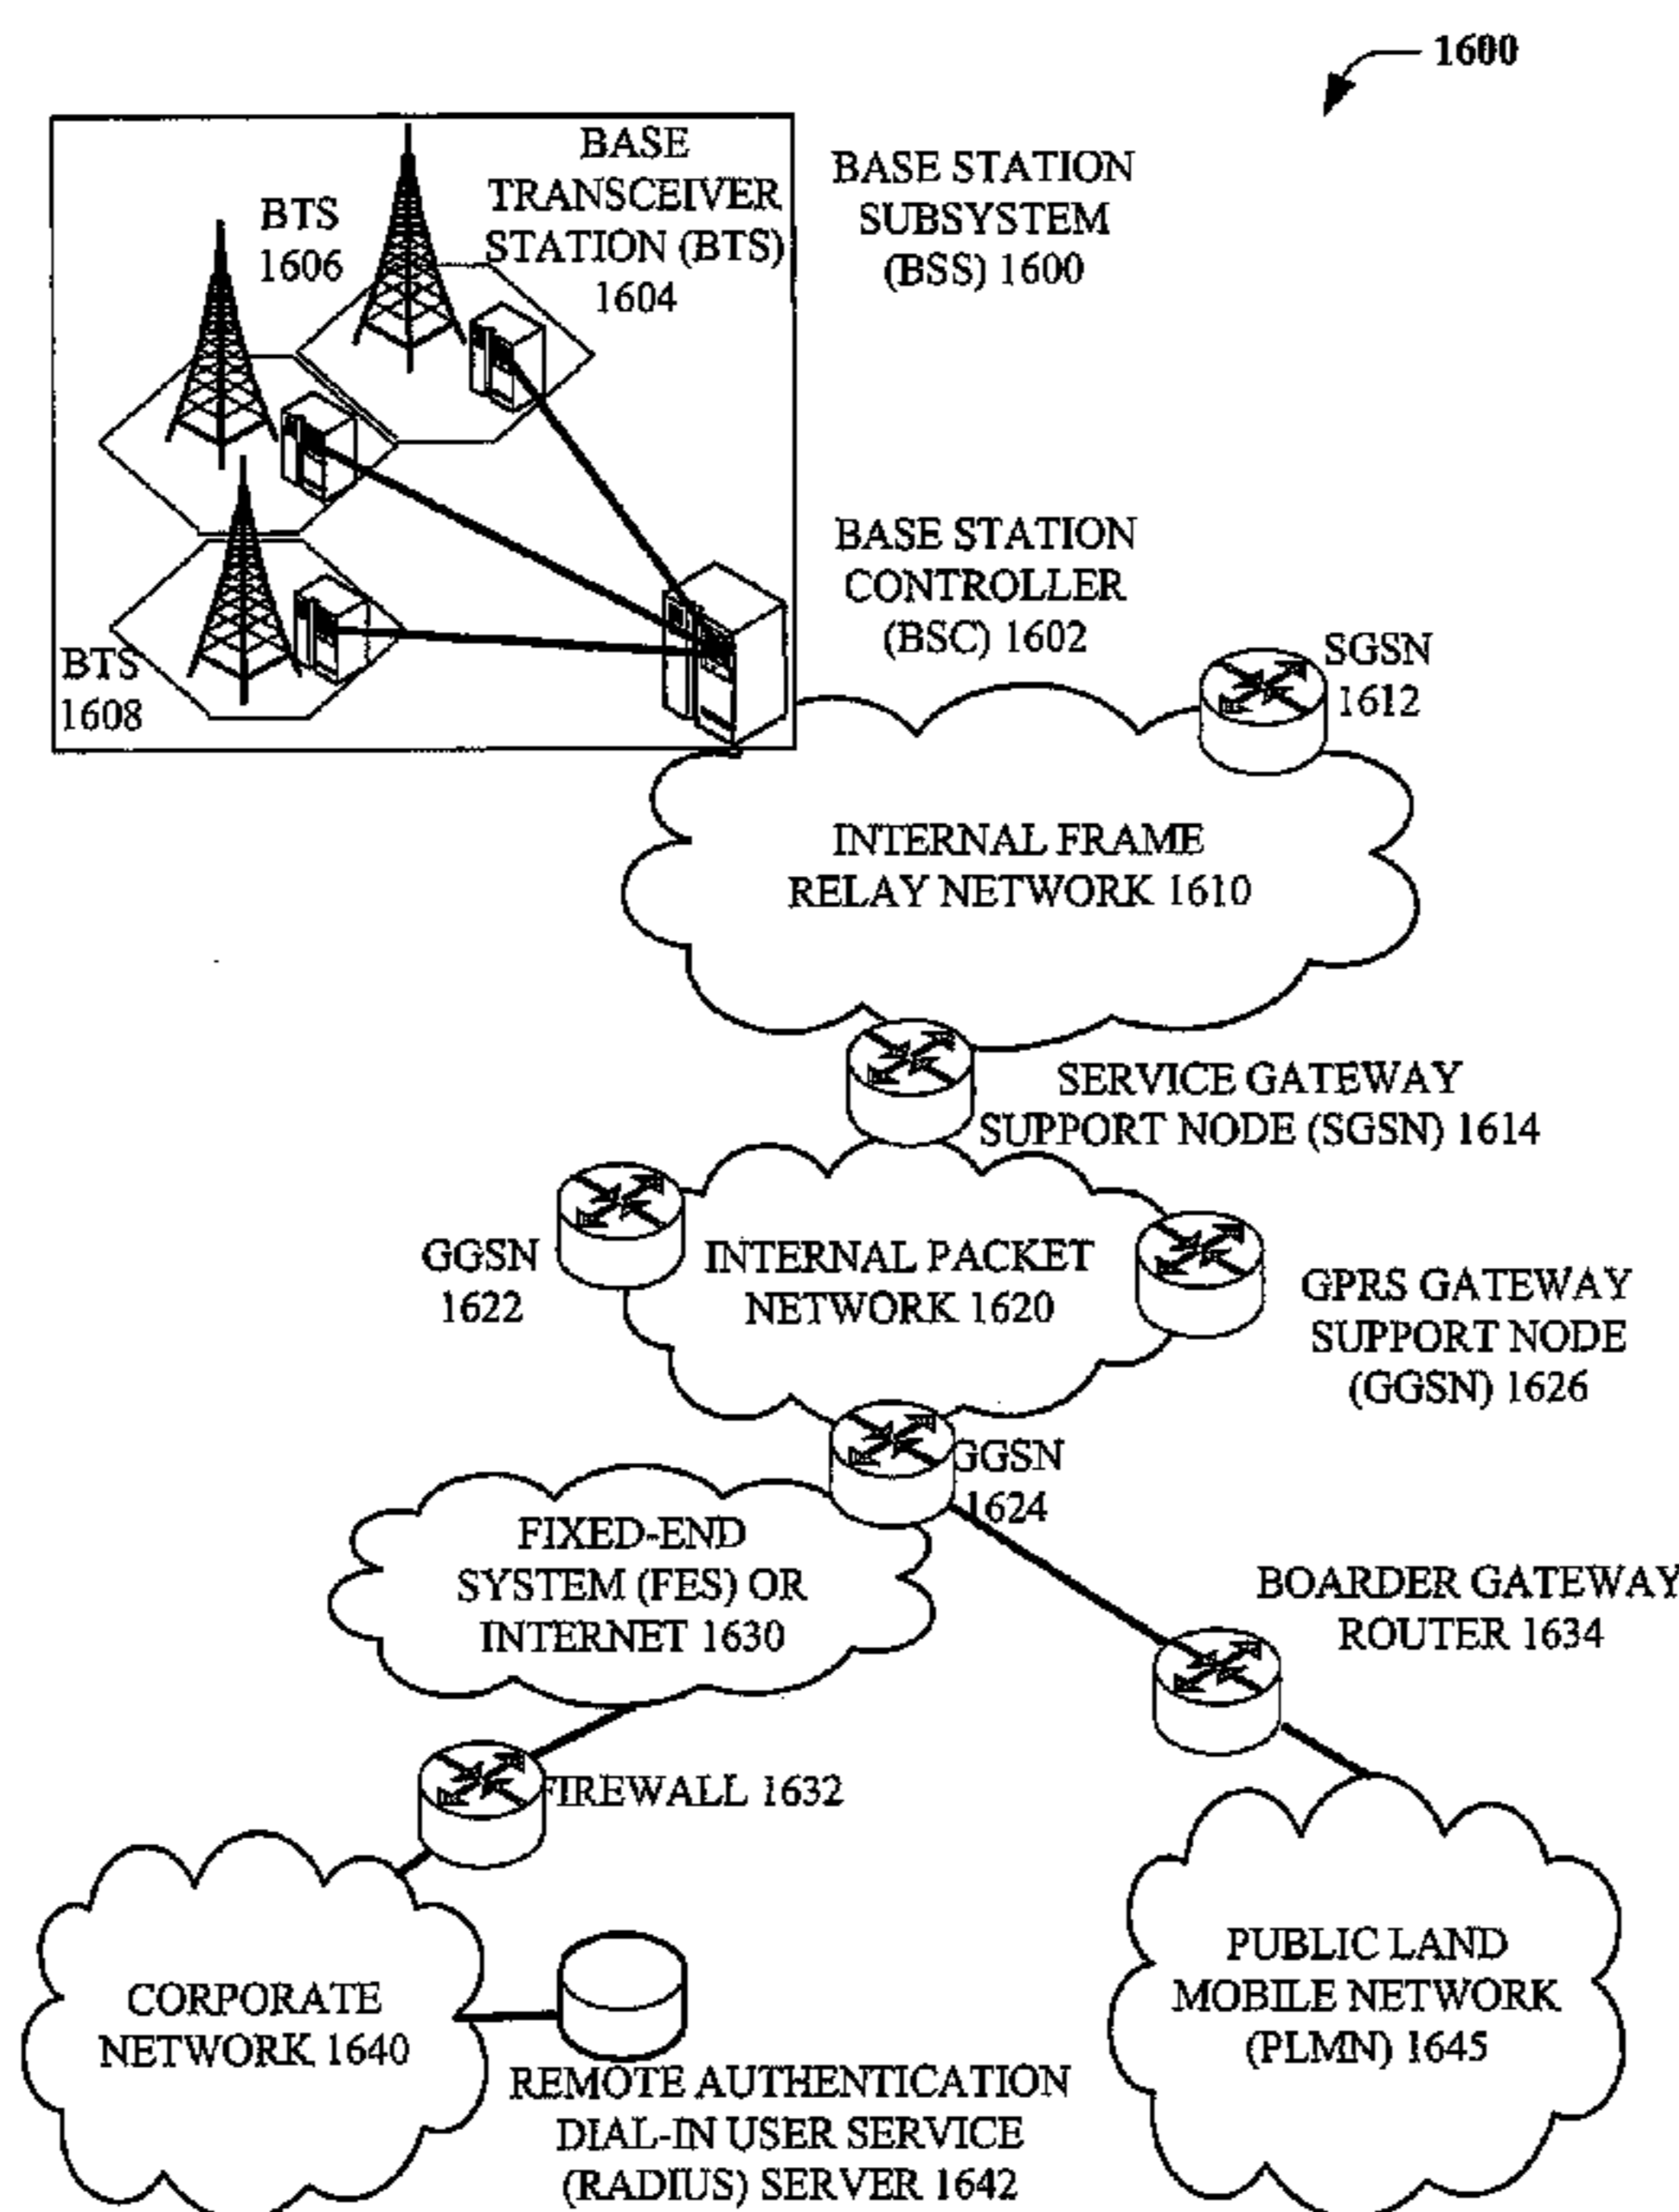 1600
BASE
TRANSCEIVER
STATION (BTS)
1604
BTS
1606
BASE STATION
SUBSYSTEM
(BSS) 1600
BASE STATION
CONTROLLER
(BSC) 1602
BTS
1608
SGSN
1612
INTERNAL FRAME
RELAY NETWORK 1610
SERVICE GATEWAY
SUPPORT NODE (SGSN) 1614
GGSN
1622
INTERNAL PACKET
NETWORK 1620
GPRS GATEWAY
SUPPORT NODE
(GGSN) 1626
GGSN
1624
FIXED-END
SYSTEM (FES) OR
INTERNET 1630
BOARDER GATEWAY
ROUTER 1634
FIREWALL 1632
CORPORATE
NETWORK 1640
PUBLIC LAND
MOBILE NETWORK
(PLMN) 1645
REMOTE AUTHENTICATION
DIAL-IN USER SERVICE
(RADIUS) SERVER 1642